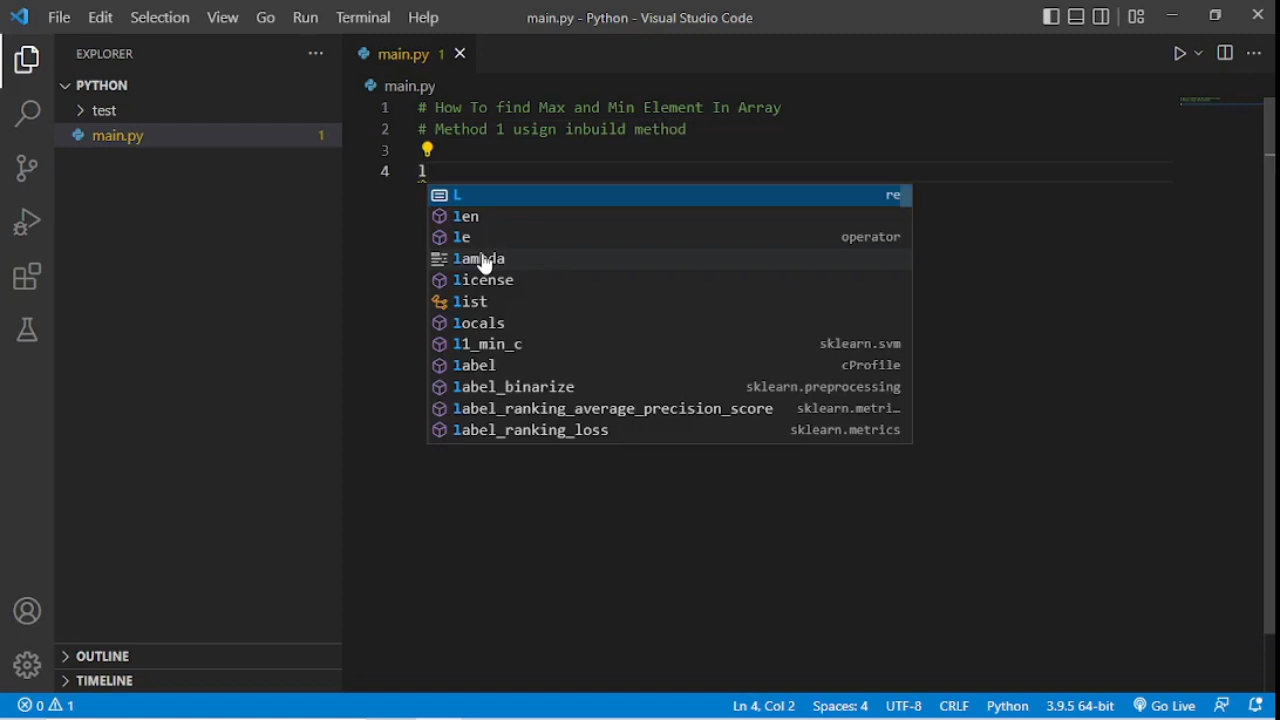 File Edit Selection View Go Run Terminal Help main.py - Python - Visual Studio Code
EXPLORER
main.py 1
PYTHON
test
main.py 1
main.py
1 # How To find Max and Min Element In Array
2 # Method 1 usign inbuild method
3
4 l
L re
len
le operator
lambda
license
list
locals
l1_min_c sklearn.svm
label cProfile
label_binarize sklearn.preprocessing
label_ranking_average_precision_score sklearn.metri…
label_ranking_loss sklearn.metrics
OUTLINE
TIMELINE
0 1 Ln 4, Col 2 Spaces: 4 UTF-8 CRLF Python 3.9.5 64-bit Go Live